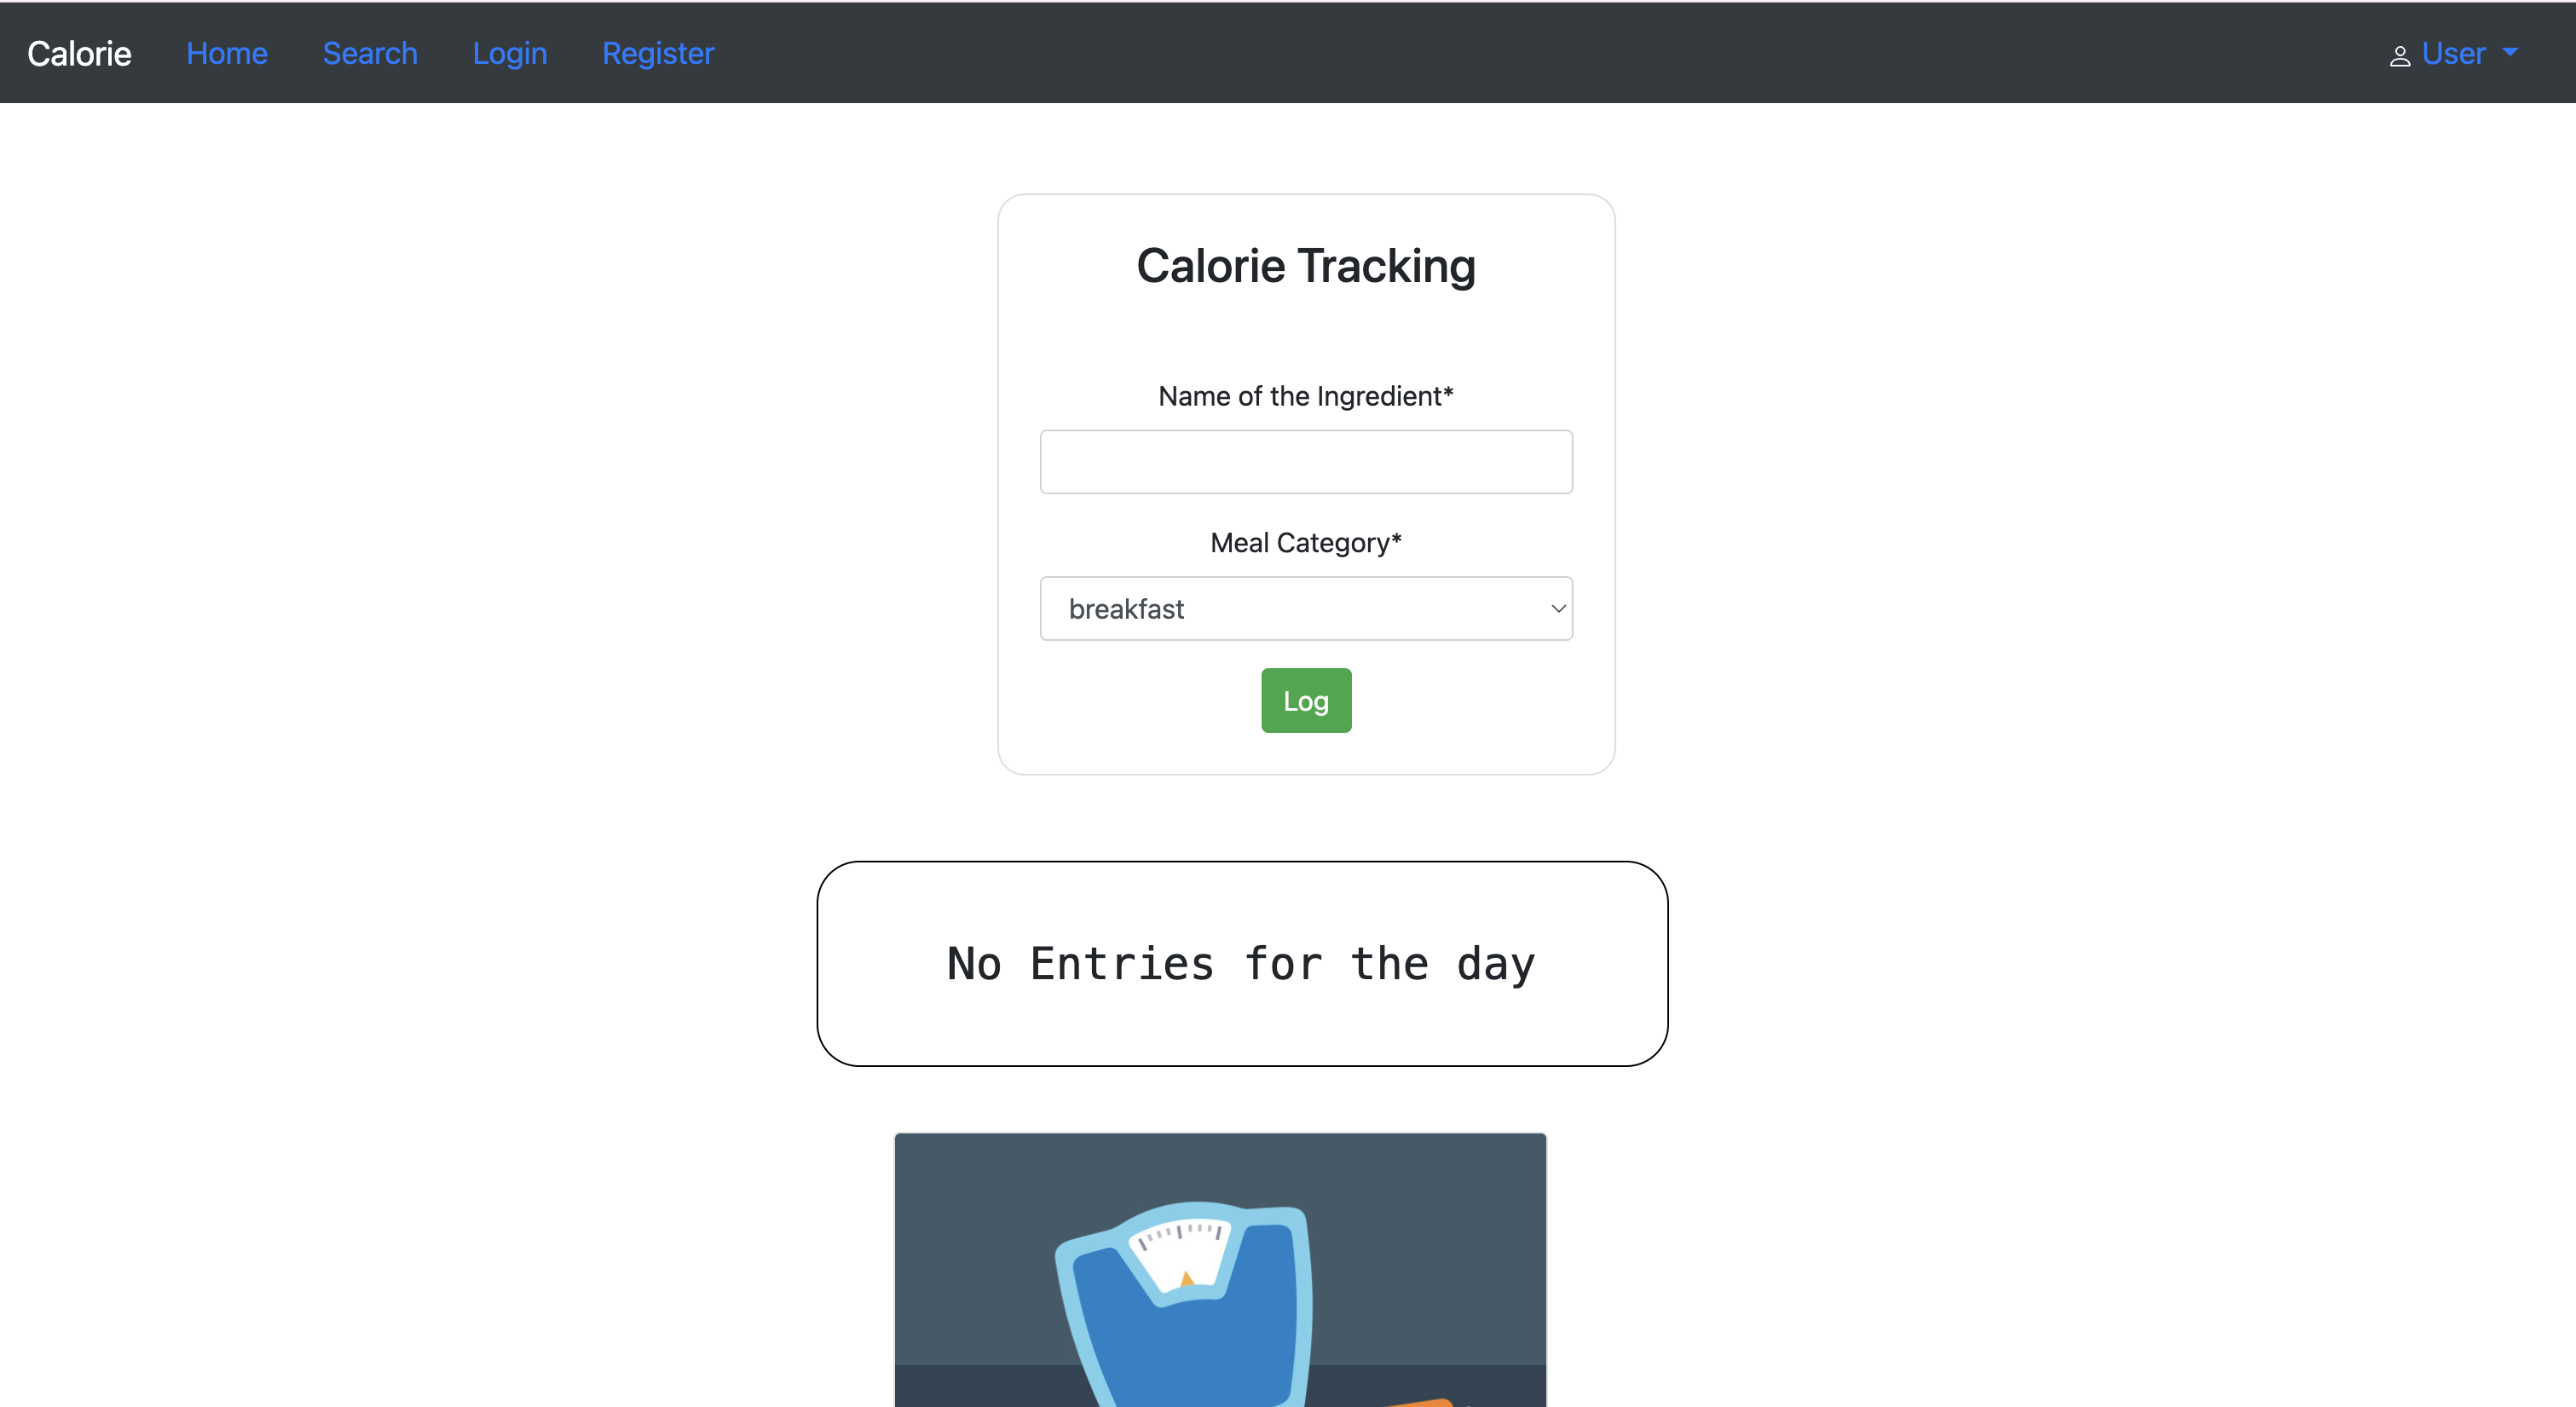 Calorie Home Search Login Register User
Calorie Tracking
Name of the Ingredient*
Meal Category*
breakfast
Log
No Entries for the day